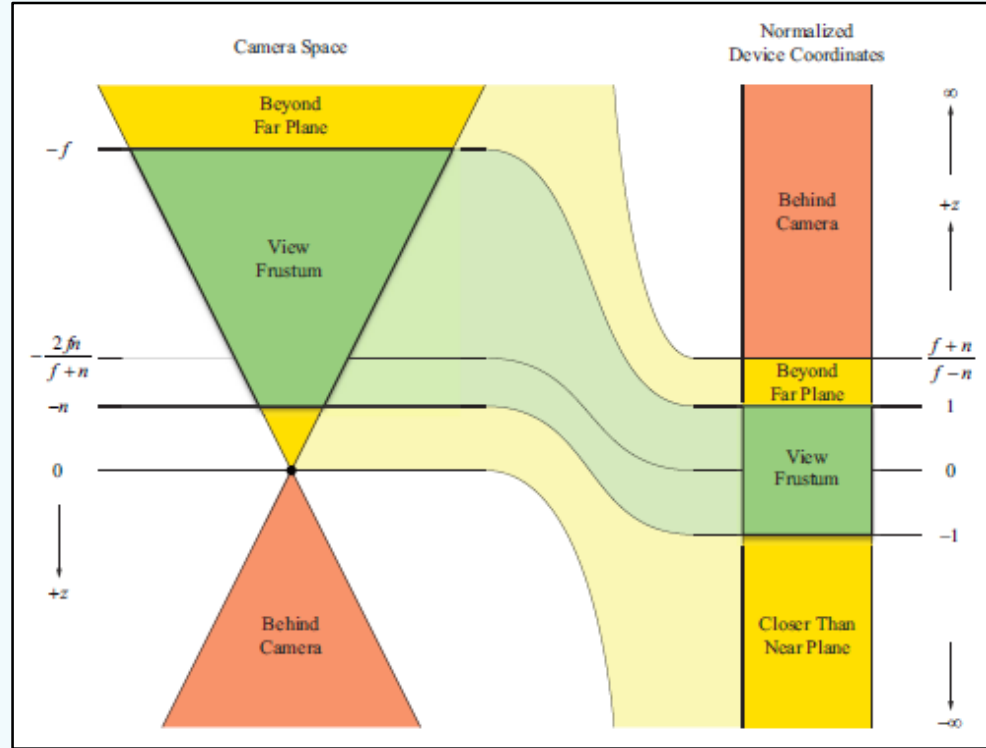 Camera Space
Normalized
Device Coordinates
Beyond
Far Plane
−f
View
Frustum
−2fn/(f + n)
−n
0
+z
Behind
Camera
Behind
Camera
Beyond
Far Plane
View
Frustum
Closer Than
Near Plane
∞
+z
(f + n)/(f − n)
1
0
−1
−∞